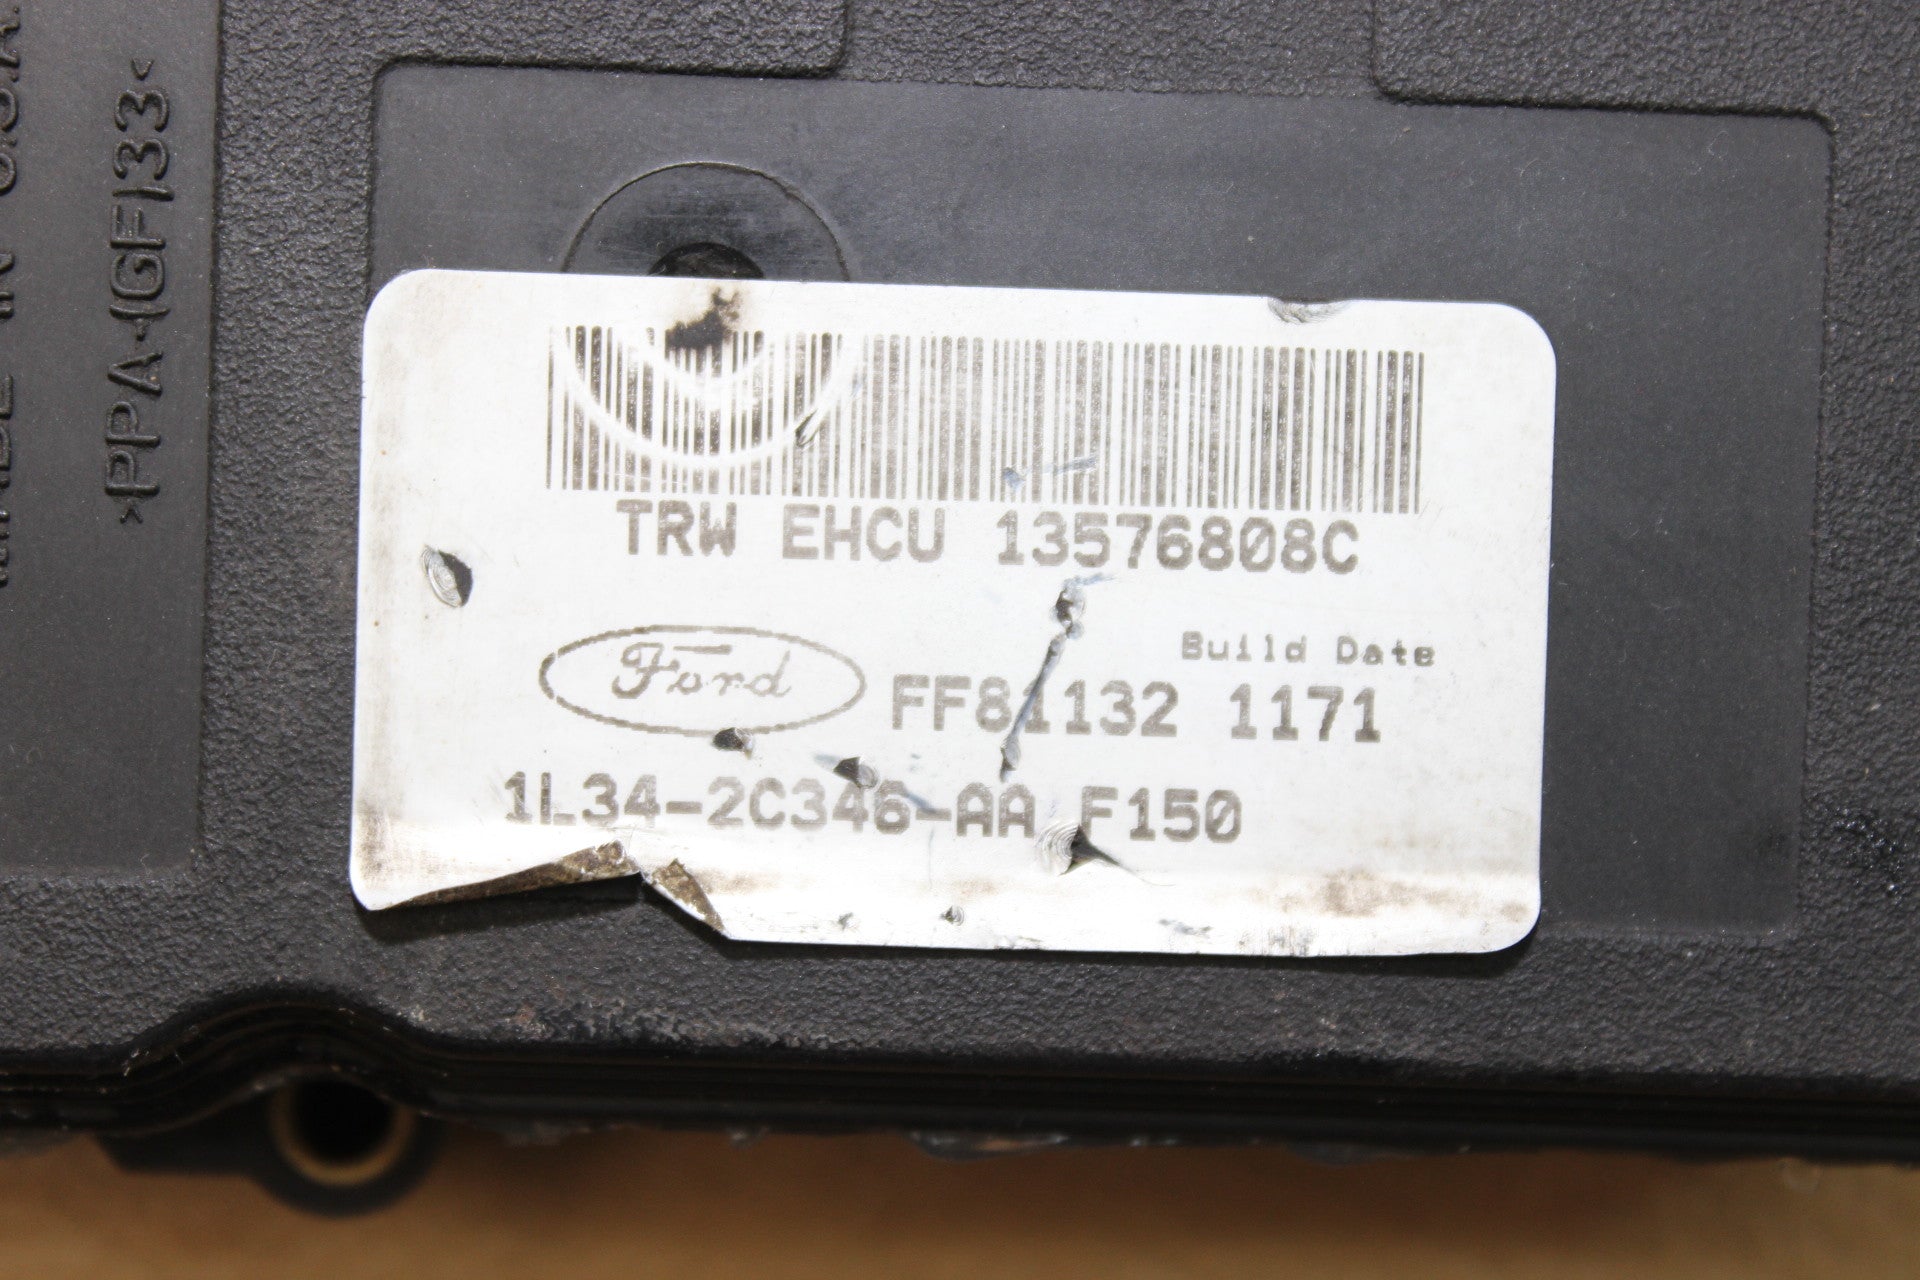 TRW EHCU 13576808C
Ford
Build Date
FF81132 1171
1L34-2C346-AA F150
>PPA-(GF)33<